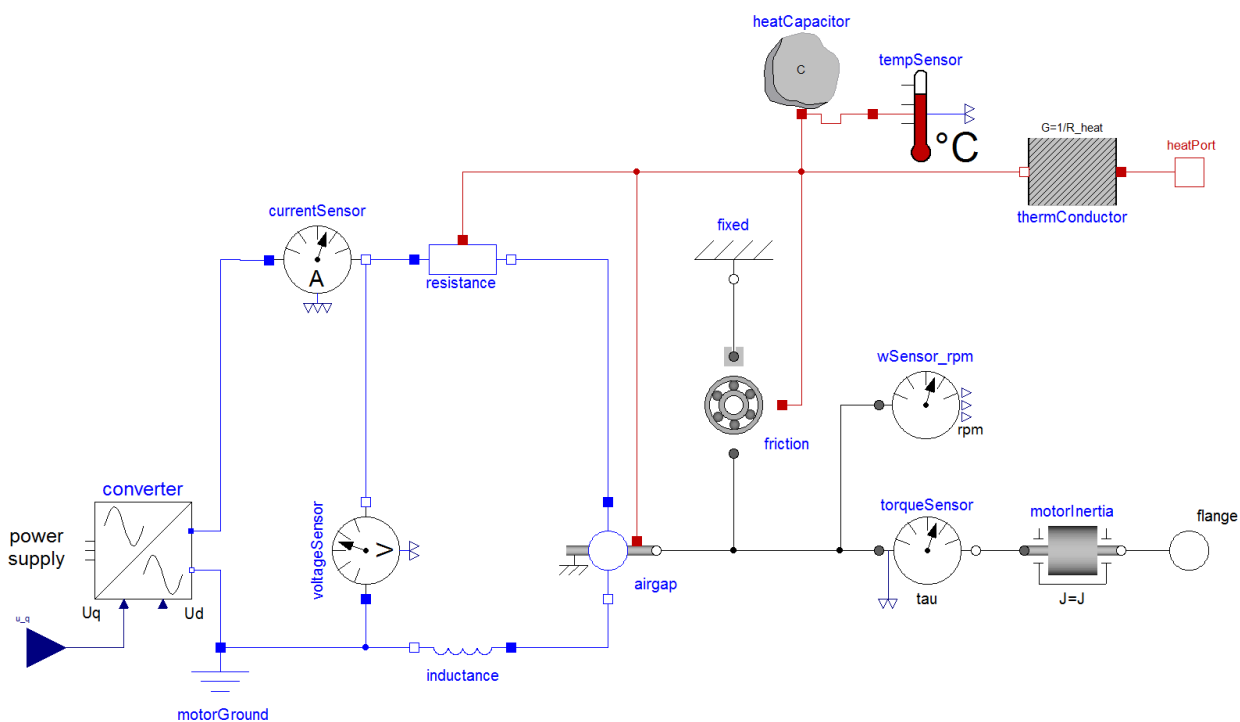 heatCapacitor
C
tempSensor
°C
G=1/R_heat
heatPort
thermConductor
currentSensor
A
resistance
fixed
wSensor_rpm
rpm
friction
converter
power
supply
Uq
Ud
u_q
voltageSensor
V
airgap
torqueSensor
tau
motorInertia
J=J
flange
inductance
motorGround